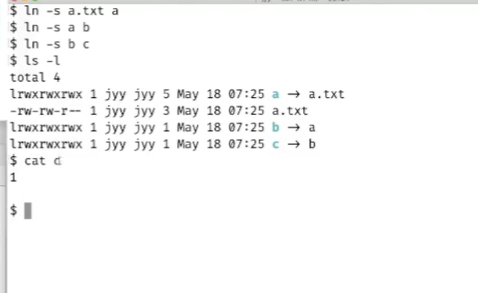 $ ln -s a.txt a
$ ln -s a b
$ ln -s b c
$ ls -l
total 4
lrwxrwxrwx 1 jyy jyy 5 May 18 07:25 a → a.txt
-rw-rw-r-- 1 jyy jyy 3 May 18 07:25 a.txt
lrwxrwxrwx 1 jyy jyy 1 May 18 07:25 b → a
lrwxrwxrwx 1 jyy jyy 1 May 18 07:25 c → b
$ cat d
1
$